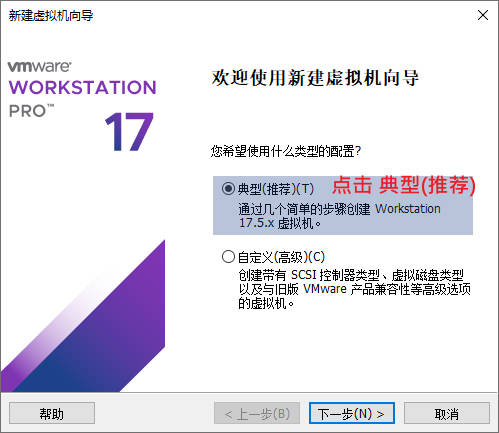 新建虚拟机向导
vmware
WORKSTATION
PRO™
17
欢迎使用新建虚拟机向导
您希望使用什么类型的配置?
典型(推荐)(T) 点击 典型(推荐)
通过几个简单的步骤创建 Workstation
17.5.x 虚拟机。
自定义(高级)(C)
创建带有 SCSI 控制器类型、虚拟磁盘类型
以及与旧版 VMware 产品兼容性等高级选项
的虚拟机。
帮助 < 上一步(B) 下一步(N) > 取消